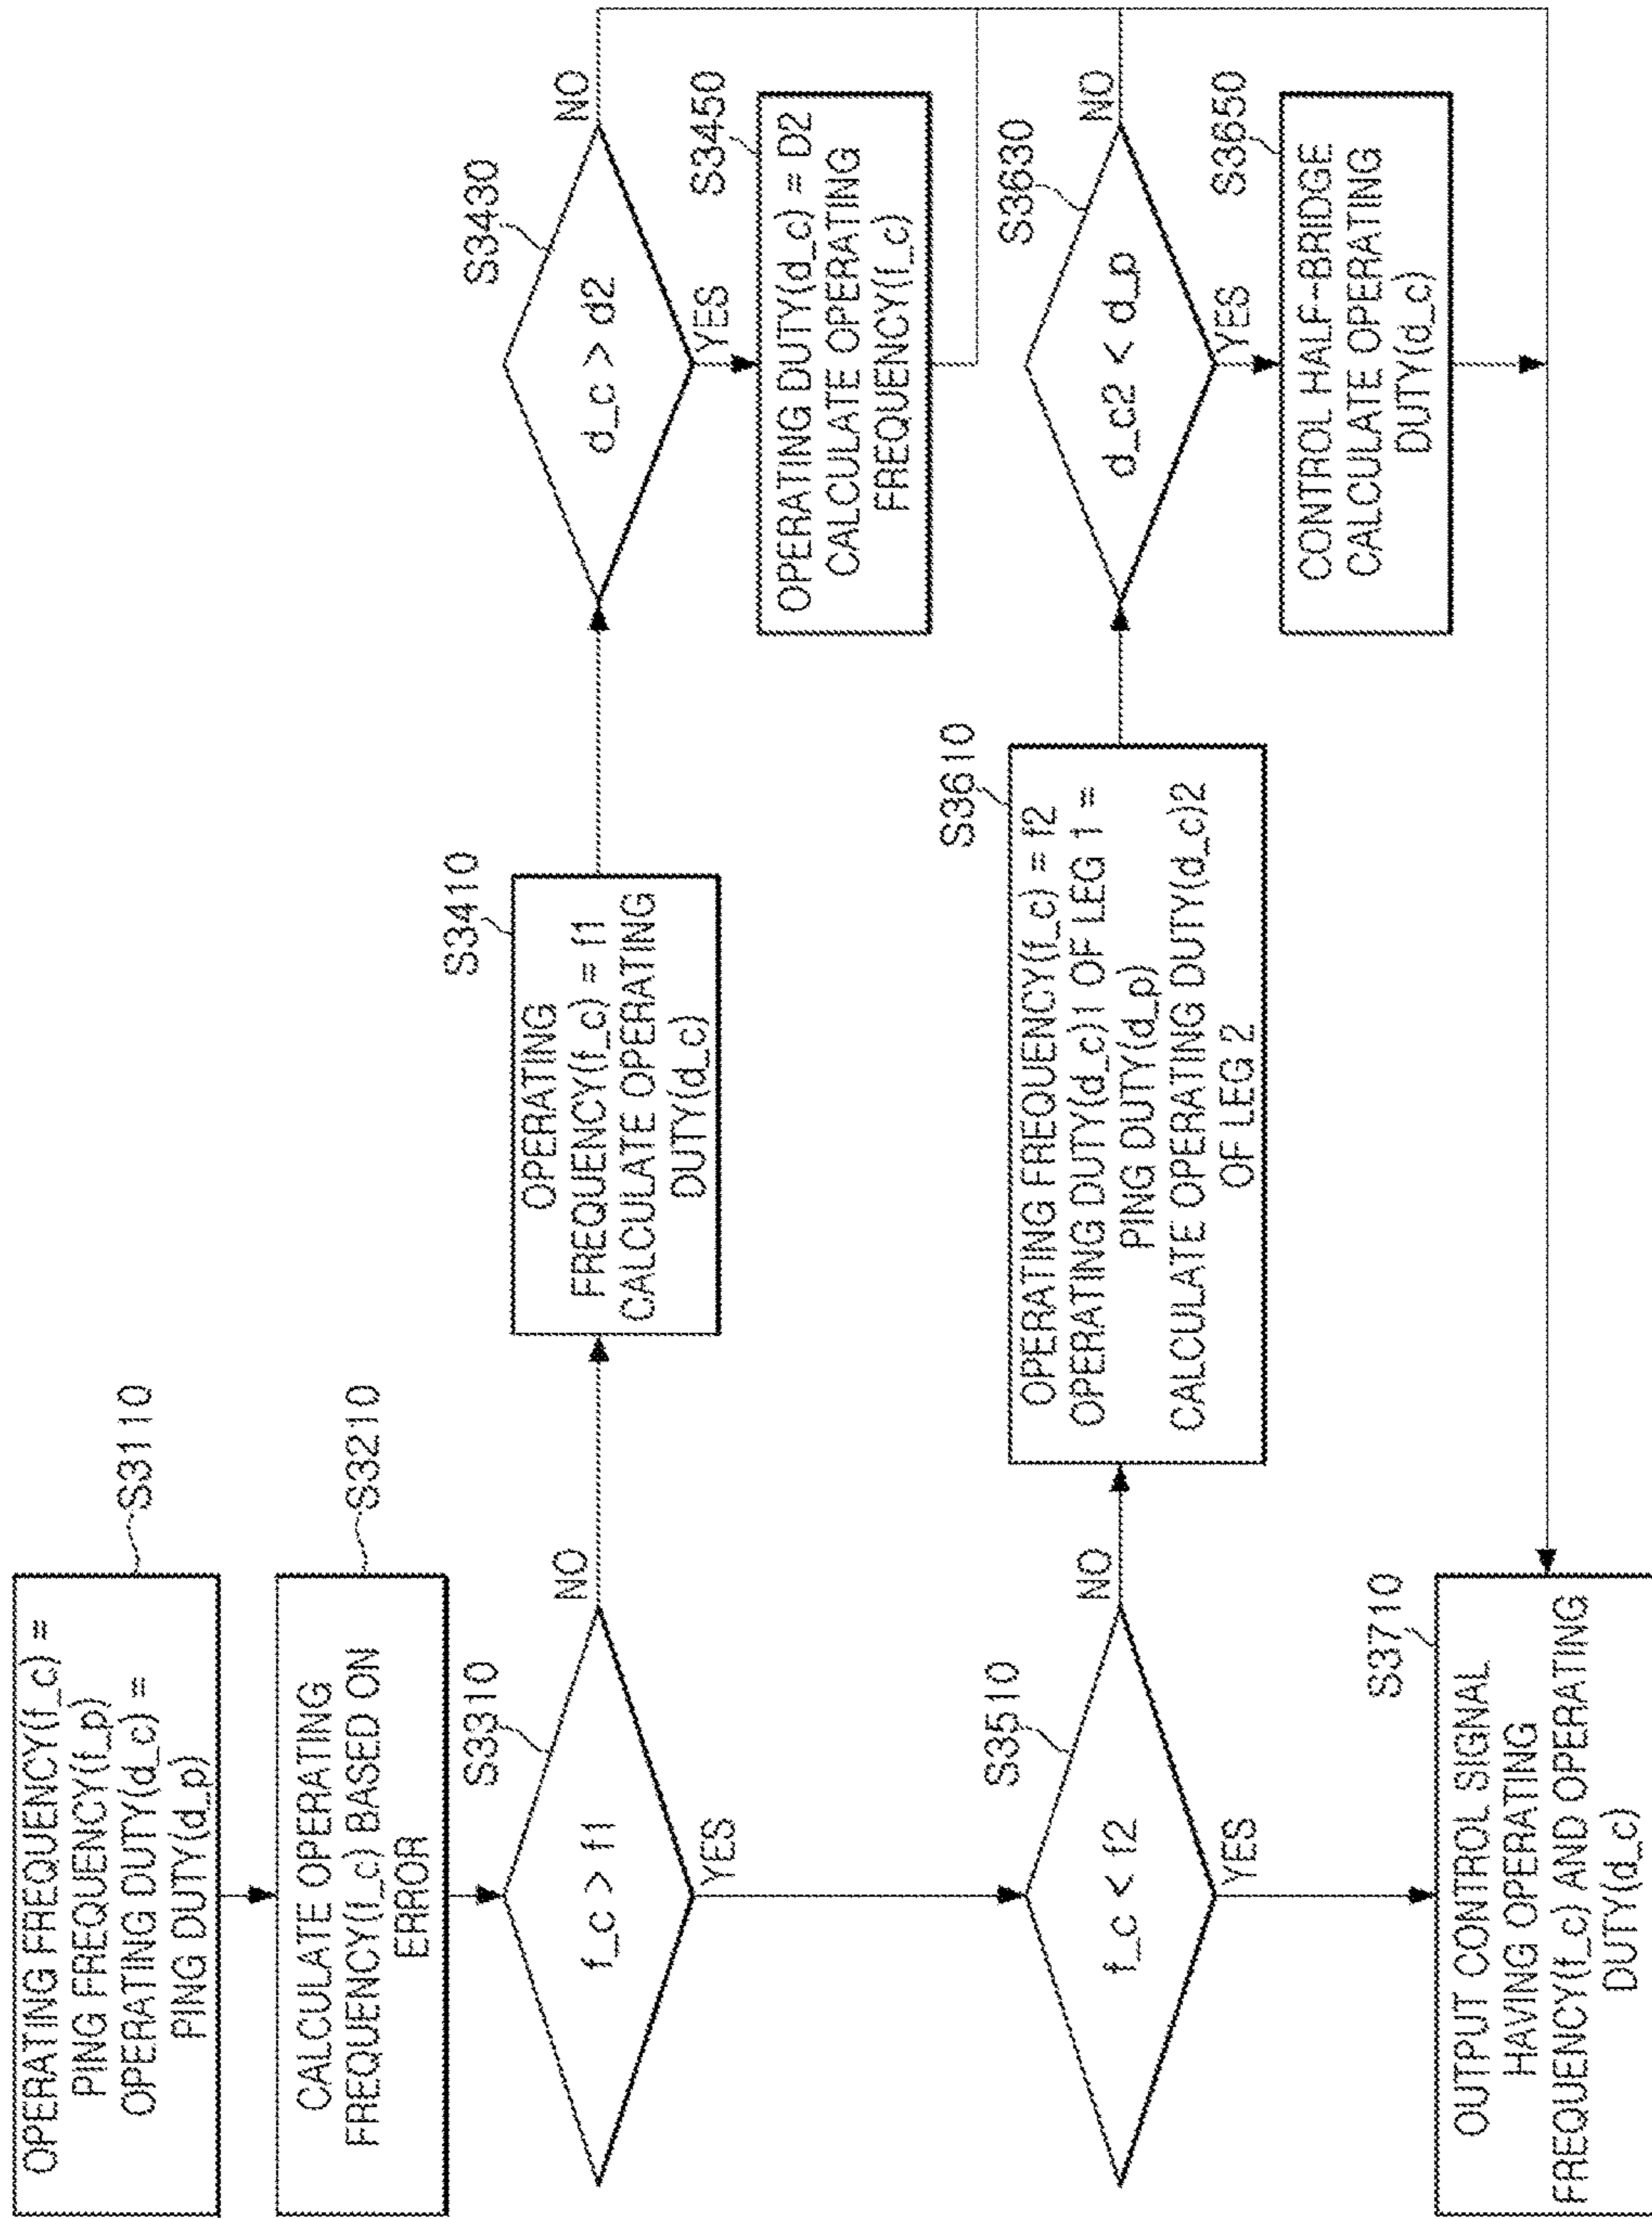 OPERATING FREQUENCY(f_c) =
PING FREQUENCY(f_p)
OPERATING DUTY(d_c) =
PING DUTY(d_p)
S3110
CALCULATE OPERATING
FREQUENCY(f_c) BASED ON
ERROR
S3210
f_c > f1
S3310
NO
YES
OPERATING
FREQUENCY(f_c) = f1
CALCULATE OPERATING
DUTY(d_c)
S3410
d_c > d2
S3430
NO
YES
OPERATING DUTY(d_c) = D2
CALCULATE OPERATING
FREQUENCY(f_c)
S3450
f_c < f2
S3510
NO
YES
OPERATING FREQUENCY(f_c) = f2
OPERATING DUTY(d_c)1 OF LEG 1 =
PING DUTY(d_p)
CALCULATE OPERATING DUTY(d_c)2
OF LEG 2
S3610
d_c2 < d_p
S3630
NO
YES
CONTROL HALF-BRIDGE
CALCULATE OPERATING
DUTY(d_c)
S3650
OUTPUT CONTROL SIGNAL
HAVING OPERATING
FREQUENCY(f_c) AND OPERATING
DUTY(d_c)
S3710